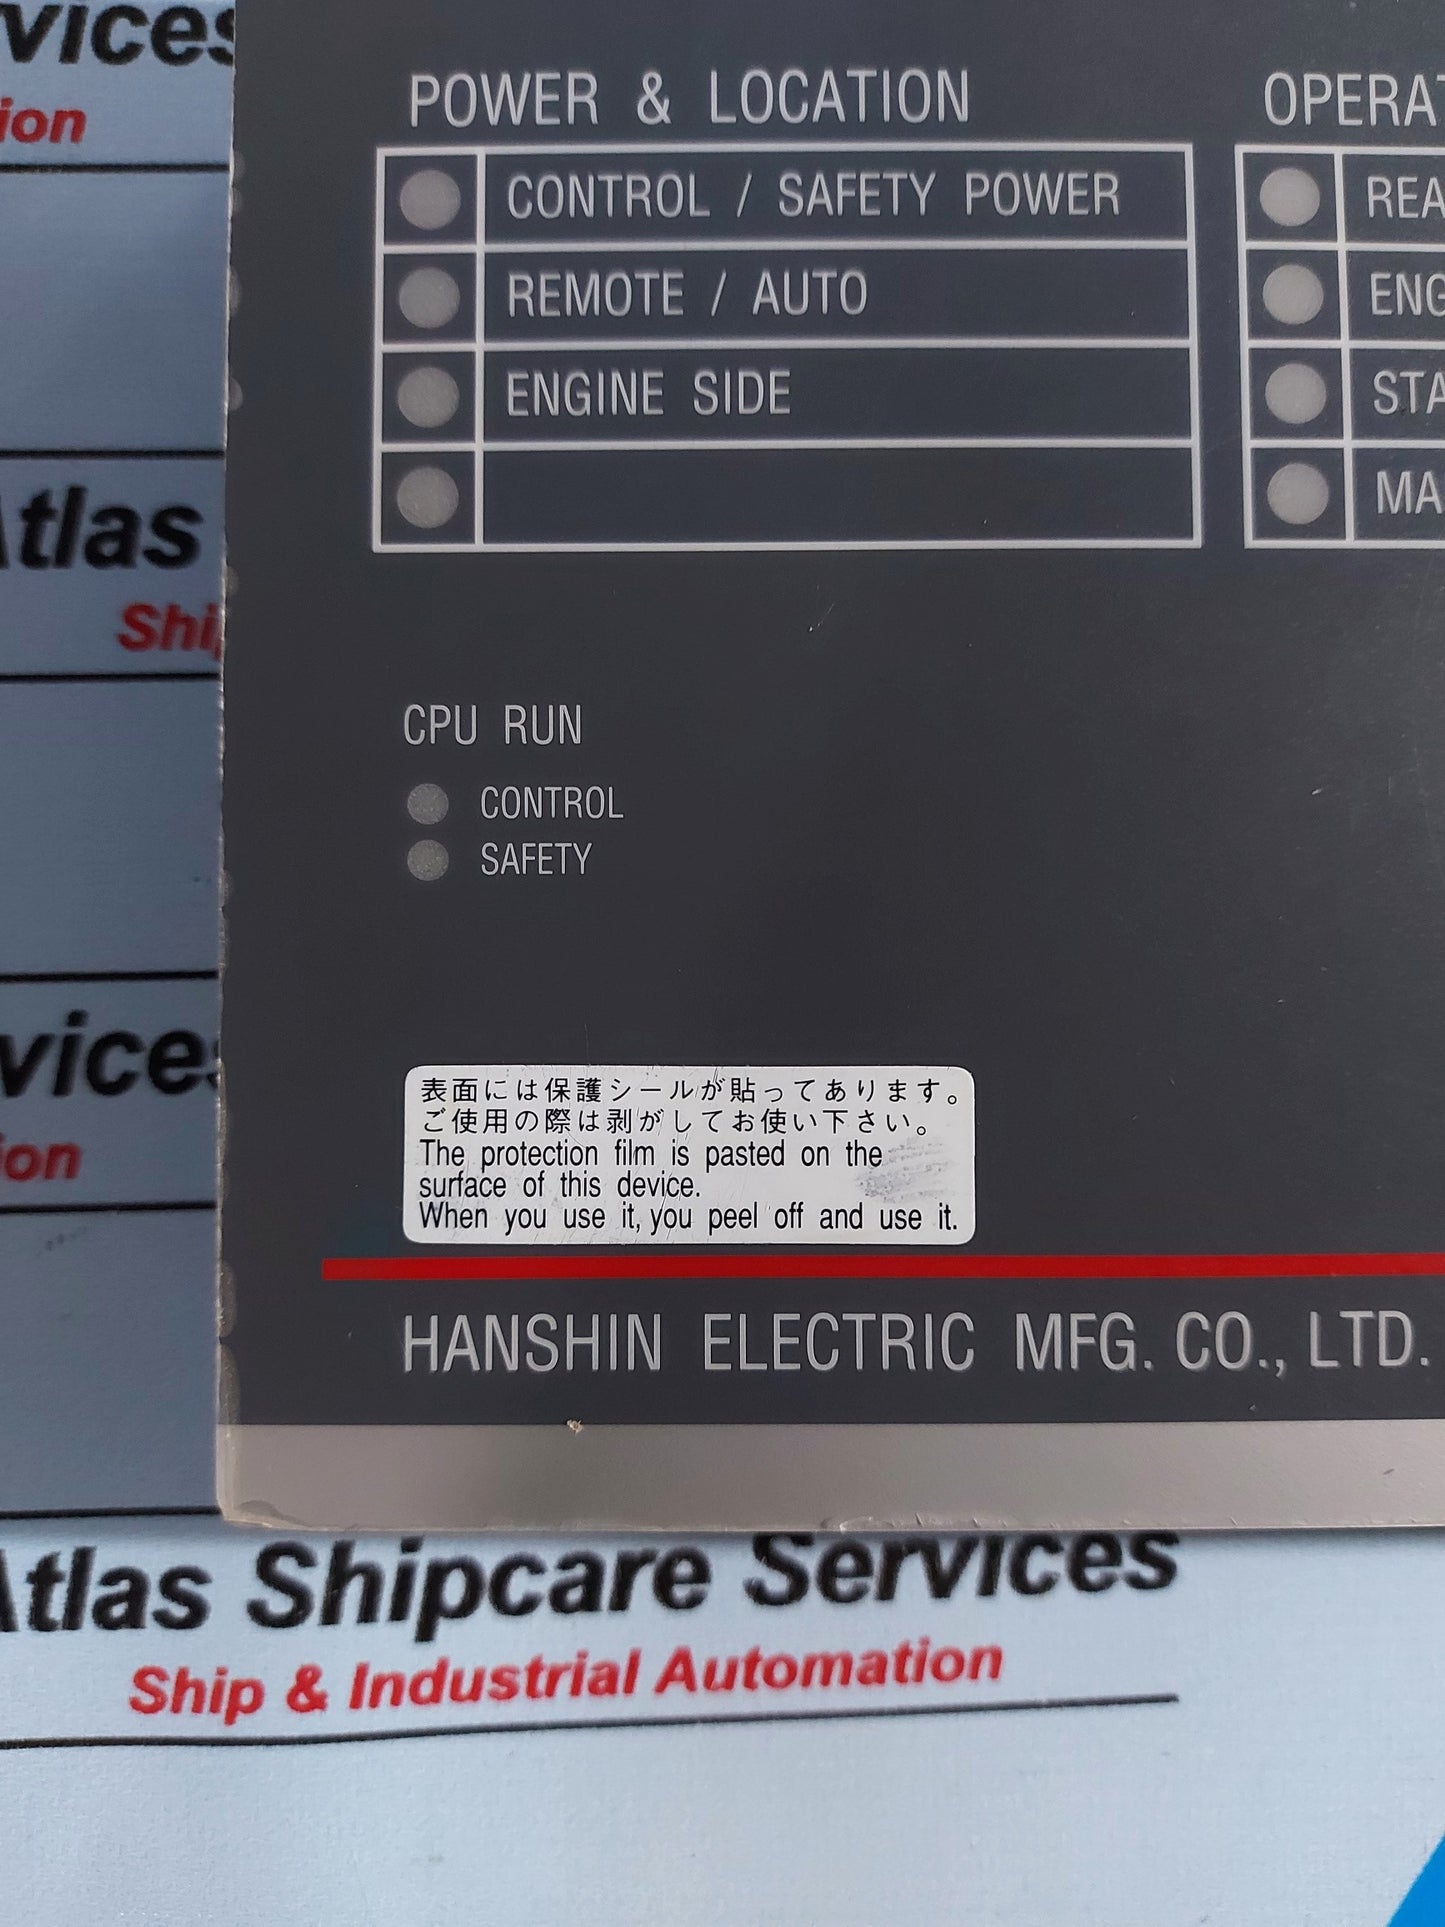 POWER & LOCATION
CONTROL / SAFETY POWER
REMOTE / AUTO
ENGINE SIDE
CPU RUN
CONTROL
SAFETY
表面には保護シールが貼ってあります。
ご使用の際は剥がしてお使い下さい。
The protection film is pasted on the
surface of this device.
When you use it, you peel off and use it.
HANSHIN ELECTRIC MFG. CO., LTD.
Atlas Shipcare Services
Ship & Industrial Automation